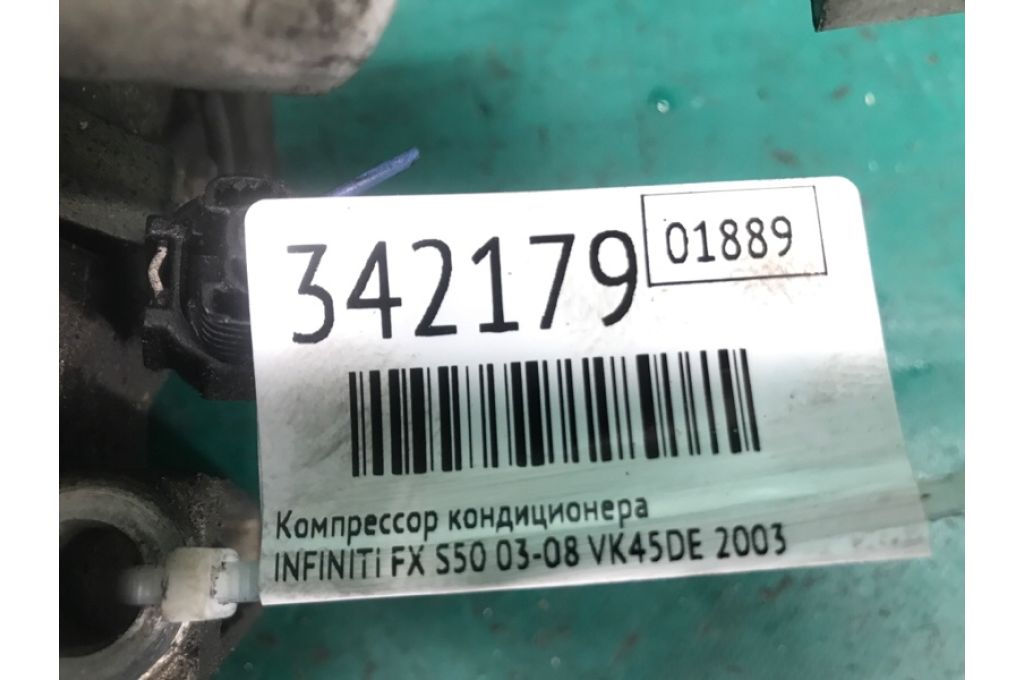 342179
01889
Компрессор кондиционера
INFINITI FX S50 03-08 VK45DE 2003